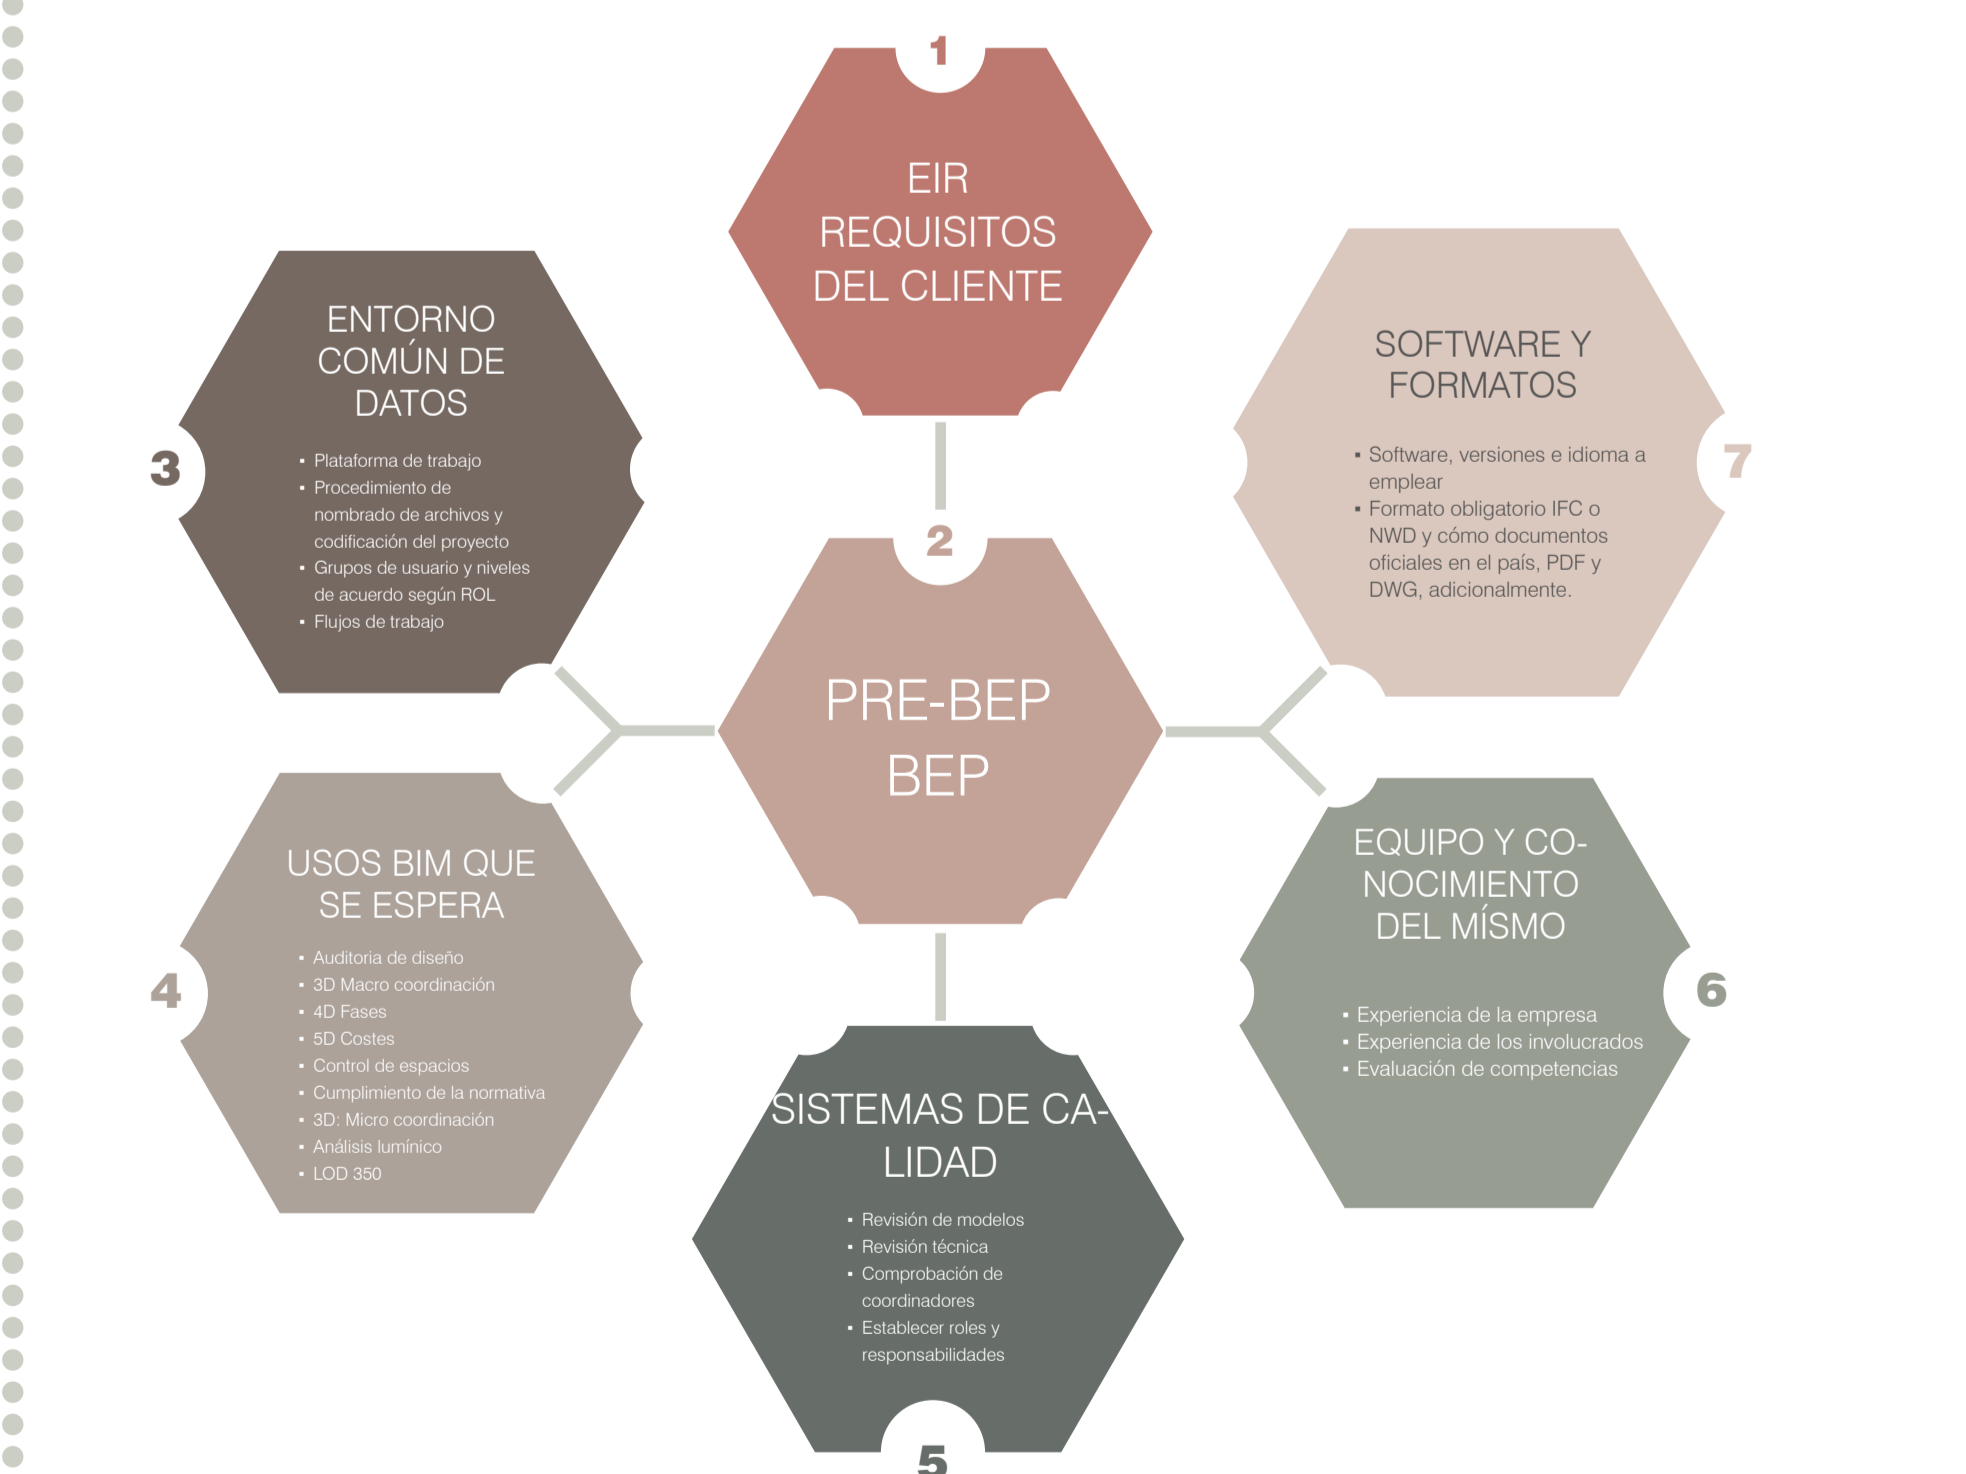 1
EIR
REQUISITOS
DEL CLIENTE
2
PRE-BEP
BEP
3
ENTORNO
COMÚN DE
DATOS
▪ Plataforma de trabajo
▪ Procedimiento de
nombrado de archivos y
codificación del proyecto
▪ Grupos de usuario y niveles
de acuerdo según ROL
▪ Flujos de trabajo
4
USOS BIM QUE
SE ESPERA
▪ Auditoria de diseño
▪ 3D Macro coordinación
▪ 4D Fases
▪ 5D Costes
▪ Control de espacios
▪ Cumplimiento de la normativa
▪ 3D: Micro coordinación
▪ Análisis lumínico
▪ LOD 350
SISTEMAS DE CA-
LIDAD
▪ Revisión de modelos
▪ Revisión técnica
▪ Comprobación de
coordinadores
▪ Establecer roles y
responsabilidades
5
EQUIPO Y CO-
NOCIMIENTO
DEL MÍSMO
▪ Experiencia de la empresa
▪ Experiencia de los involucrados
▪ Evaluación de competencias
6
SOFTWARE Y
FORMATOS
▪ Software, versiones e idioma a
emplear
▪ Formato obligatorio IFC o
NWD y cómo documentos
oficiales en el país, PDF y
DWG, adicionalmente.
7